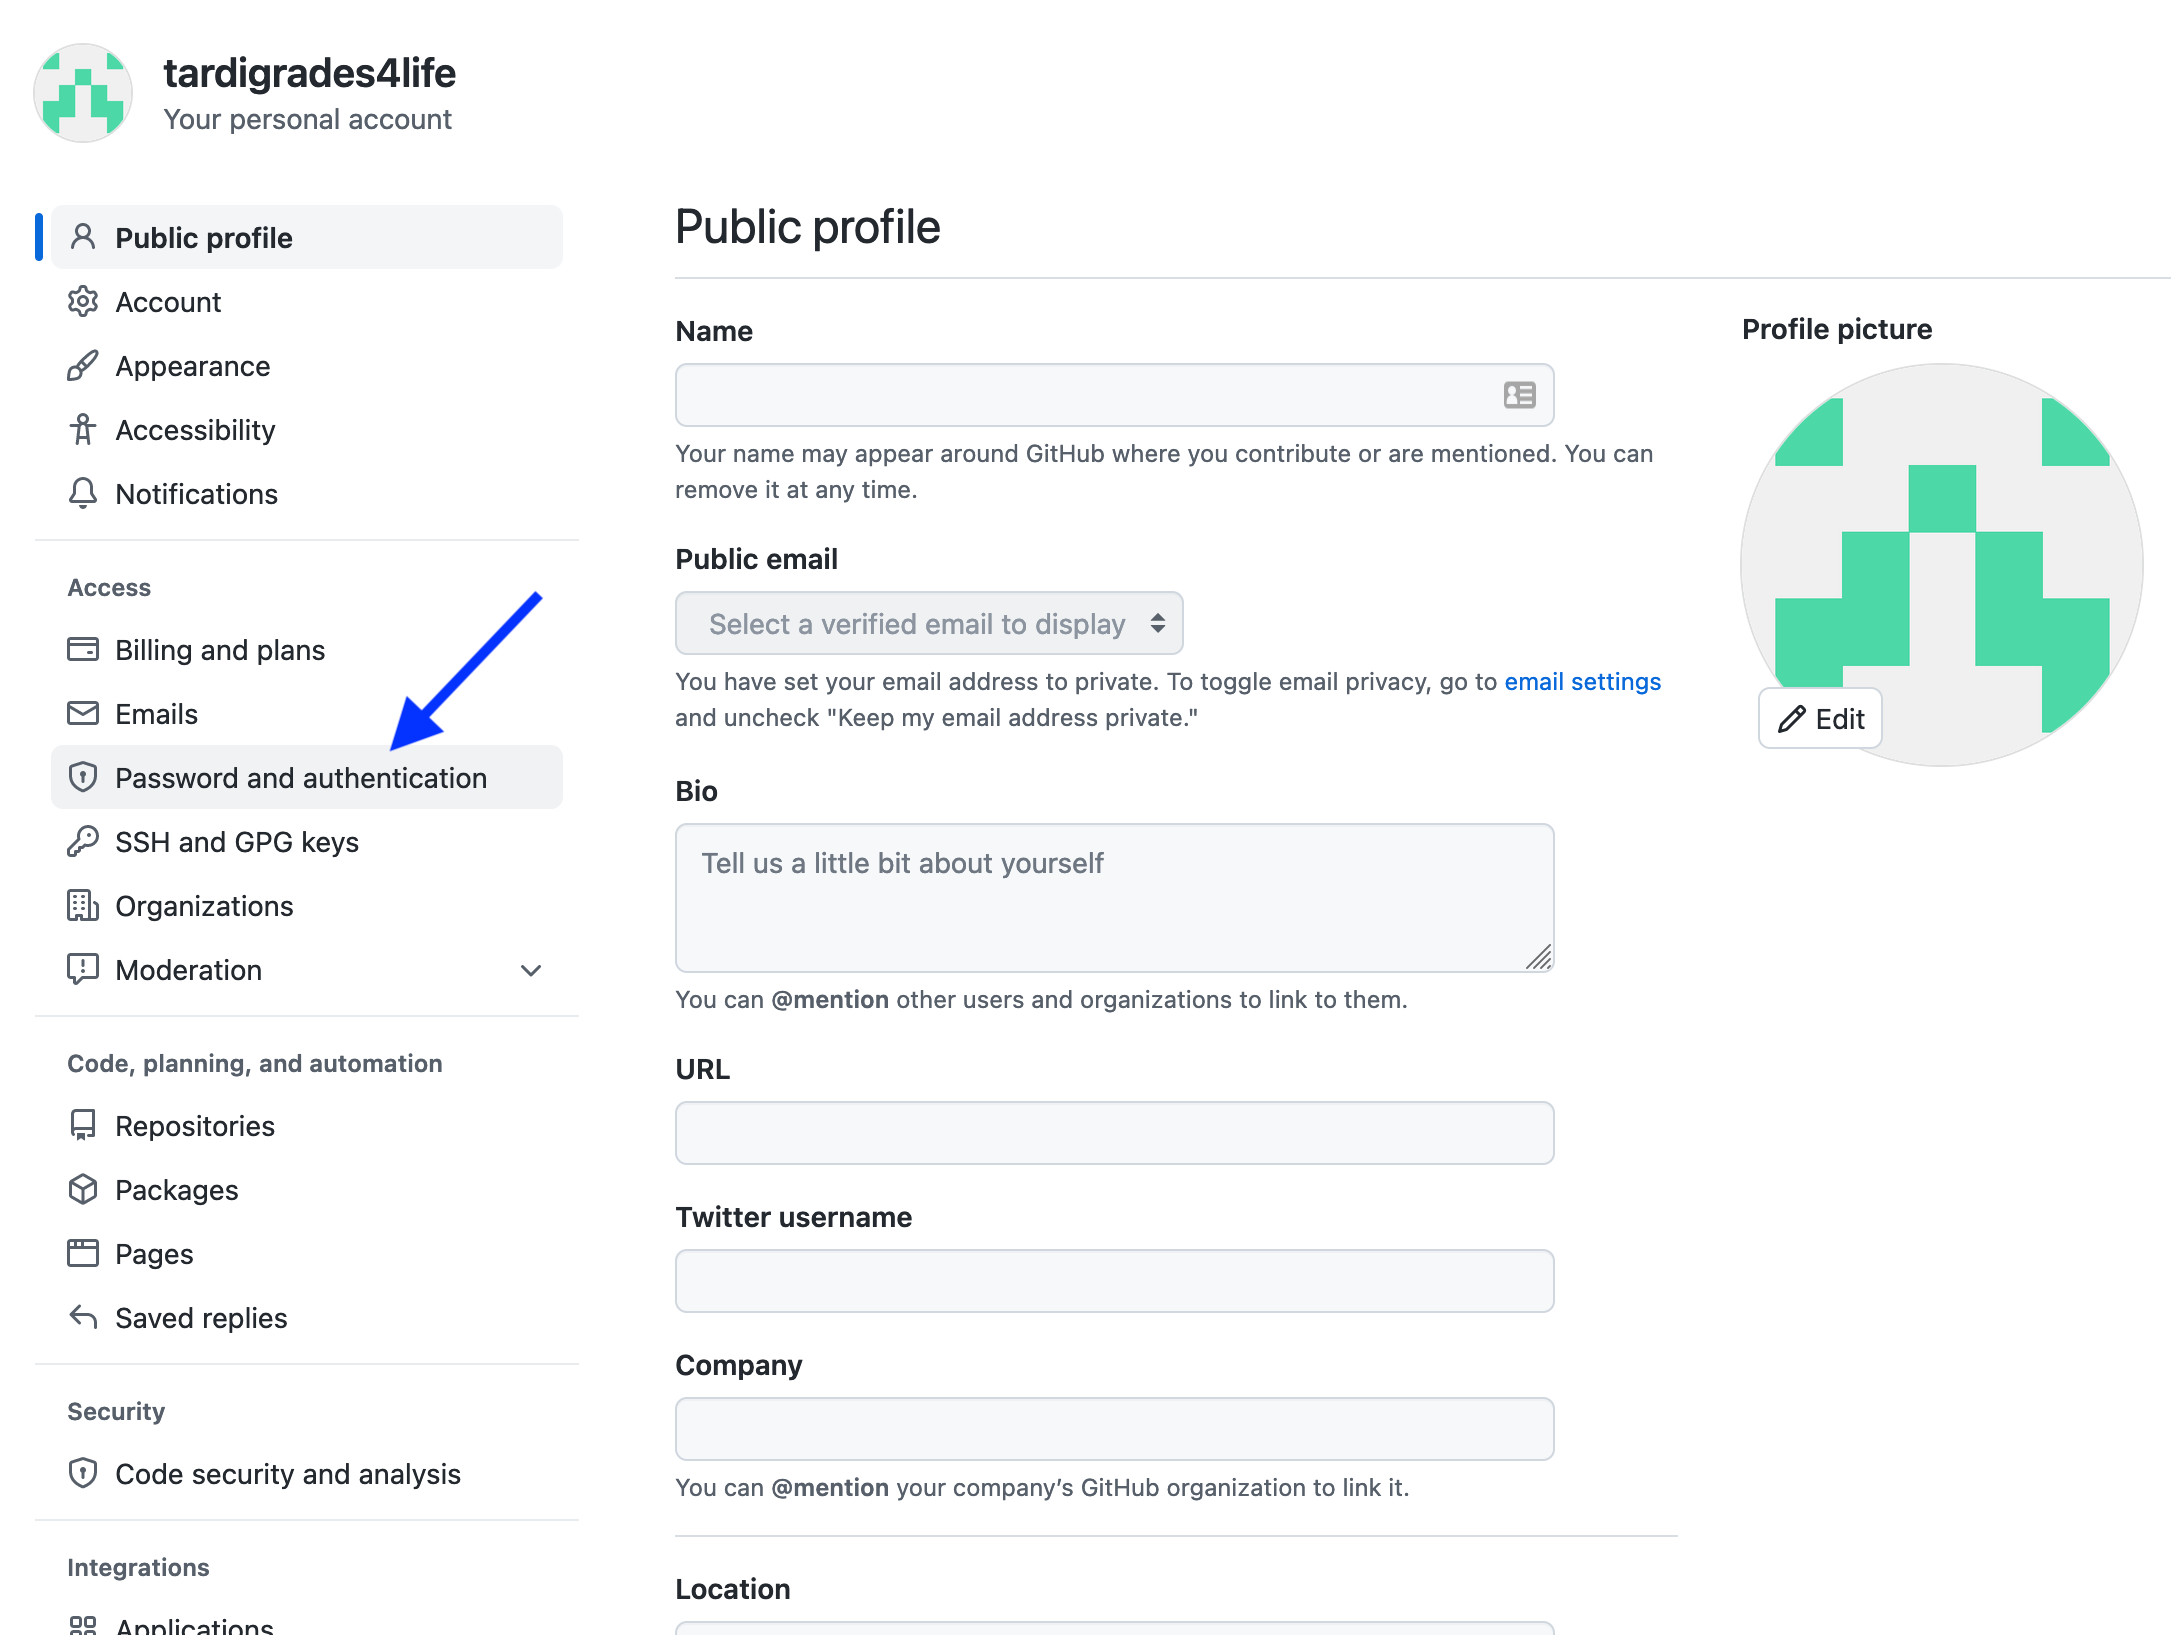 tardigrades4life
Your personal account
Public profile
Account
Appearance
Accessibility
Notifications
Access
Billing and plans
Emails
Password and authentication
SSH and GPG keys
Organizations
Moderation
Code, planning, and automation
Repositories
Packages
Pages
Saved replies
Security
Code security and analysis
Integrations
Applications
Public profile
Name
Your name may appear around GitHub where you contribute or are mentioned. You can
remove it at any time.
Public email
Select a verified email to display
You have set your email address to private. To toggle email privacy, go to email settings
and uncheck "Keep my email address private."
Bio
Tell us a little bit about yourself
You can @mention other users and organizations to link to them.
URL
Twitter username
Company
You can @mention your company’s GitHub organization to link it.
Location
Profile picture
Edit